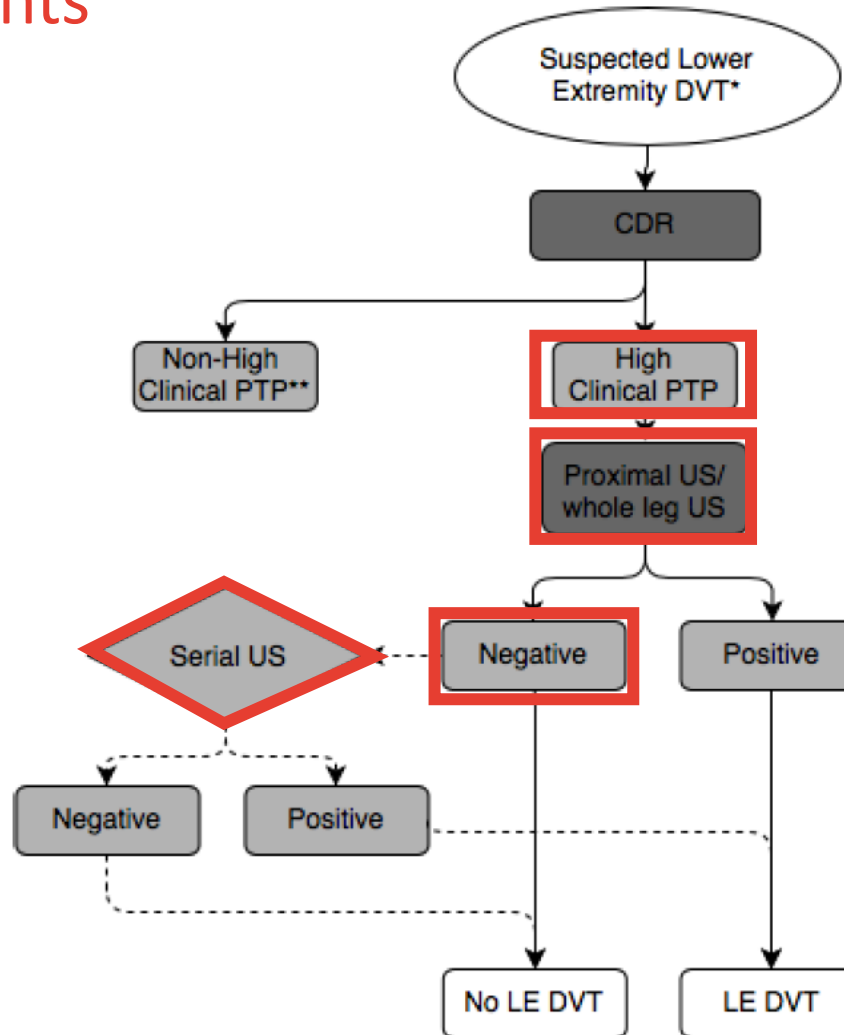 Suspected Lower
Extremity DVT*
CDR
Non-High
Clinical PTP**
High
Clinical PTP
Proximal US/
whole leg US
Serial US
Negative
Positive
Negative
Positive
No LE DVT
LE DVT